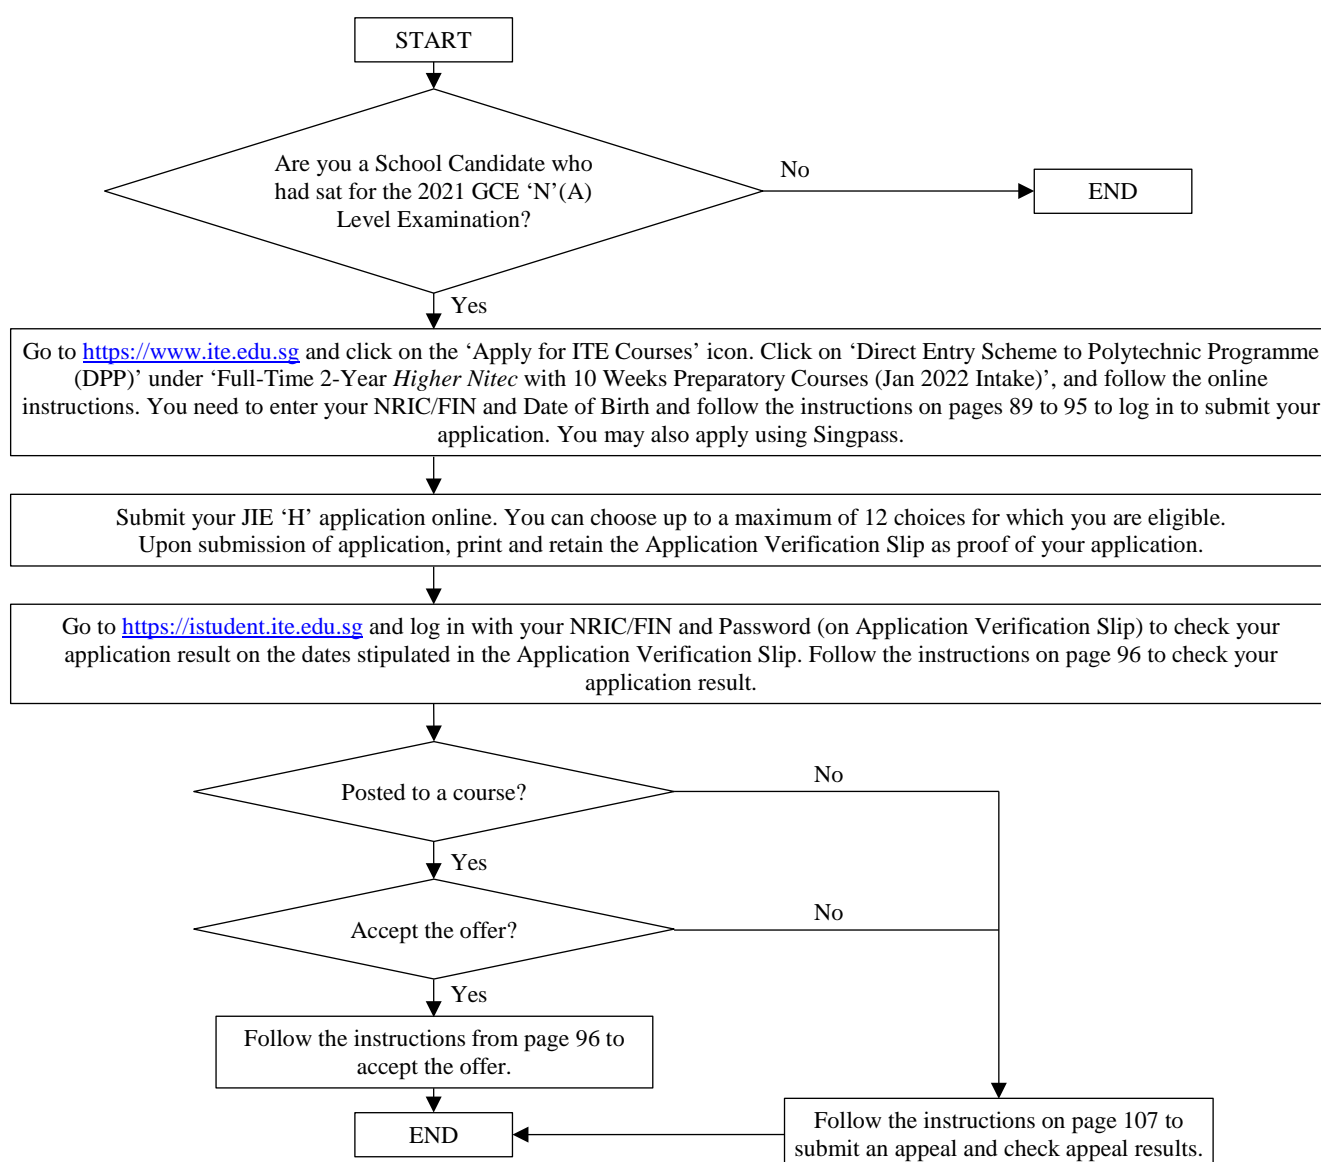 START
Are you a School Candidate who
had sat for the 2021 GCE ‘N’(A)
Level Examination?
No
END
Yes
Go to https://www.ite.edu.sg and click on the ‘Apply for ITE Courses’ icon. Click on ‘Direct Entry Scheme to Polytechnic Programme
(DPP)’ under ‘Full-Time 2-Year Higher Nitec with 10 Weeks Preparatory Courses (Jan 2022 Intake)’, and follow the online
instructions. You need to enter your NRIC/FIN and Date of Birth and follow the instructions on pages 89 to 95 to log in to submit your
application. You may also apply using Singpass.
Submit your JIE ‘H’ application online. You can choose up to a maximum of 12 choices for which you are eligible.
Upon submission of application, print and retain the Application Verification Slip as proof of your application.
Go to https://istudent.ite.edu.sg and log in with your NRIC/FIN and Password (on Application Verification Slip) to check your
application result on the dates stipulated in the Application Verification Slip. Follow the instructions on page 96 to check your
application result.
Posted to a course?
No
Yes
Accept the offer?
No
Yes
Follow the instructions from page 96 to
accept the offer.
END
Follow the instructions on page 107 to
submit an appeal and check appeal results.